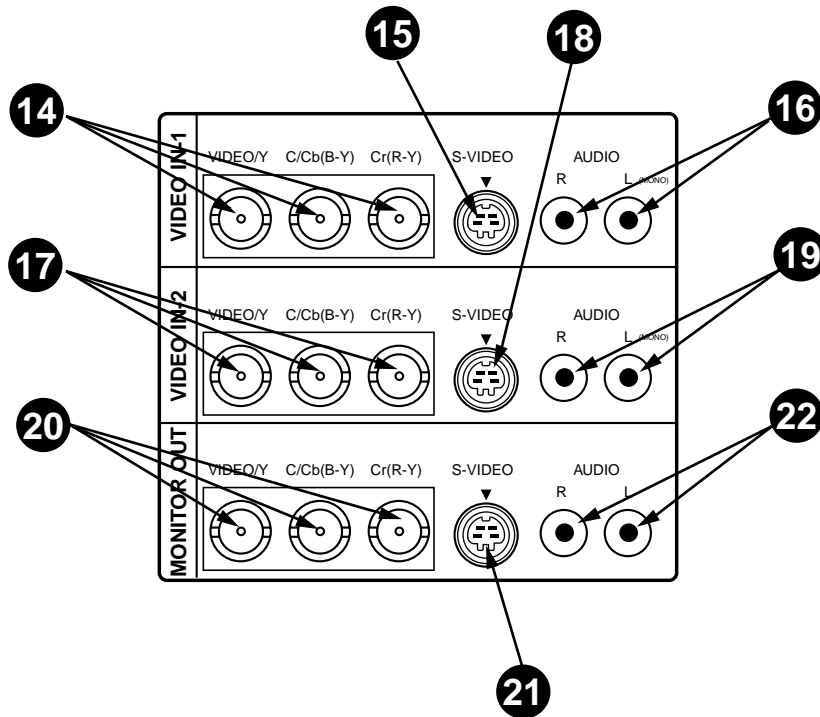 15
18
14
16
VIDEO IN-1
VIDEO/Y C/Cb(B-Y) Cr(R-Y) S-VIDEO AUDIO
R L (MONO)
17
19
VIDEO IN-2
VIDEO/Y C/Cb(B-Y) Cr(R-Y) S-VIDEO AUDIO
R L (MONO)
20
22
MONITOR OUT
VIDEO/Y C/Cb(B-Y) Cr(R-Y) S-VIDEO AUDIO
R L
21